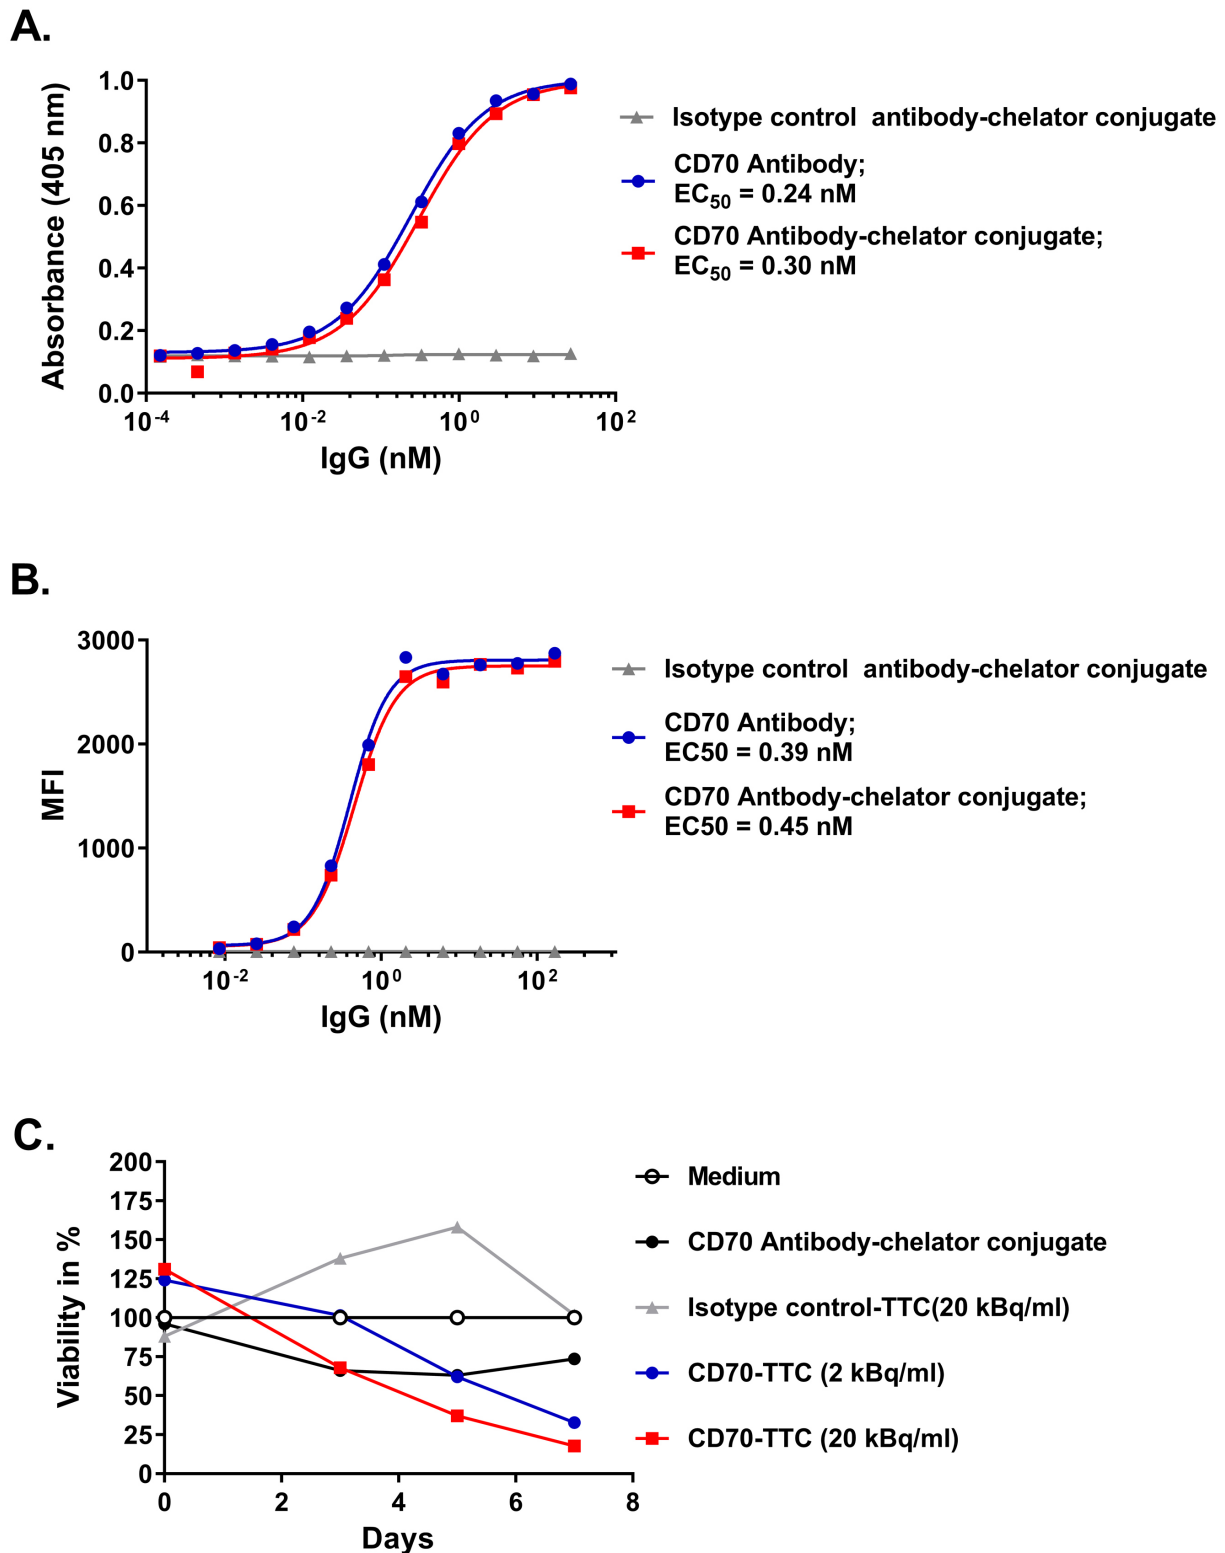 A.
Absorbance (405 nm)
1.0
0.8
0.6
0.4
0.2
0.0
10-4
10-2
100
102
IgG (nM)
Isotype control antibody-chelator conjugate
CD70 Antibody;
EC50 = 0.24 nM
CD70 Antibody-chelator conjugate;
EC50 = 0.30 nM
B.
MFI
3000
2000
1000
0
10-2
100
102
IgG (nM)
Isotype control antibody-chelator conjugate
CD70 Antibody;
EC50 = 0.39 nM
CD70 Antbody-chelator conjugate;
EC50 = 0.45 nM
C.
Viability in %
200
175
150
125
100
75
50
25
0
0
2
4
6
8
Days
Medium
CD70 Antibody-chelator conjugate
Isotype control-TTC(20 kBq/ml)
CD70-TTC (2 kBq/ml)
CD70-TTC (20 kBq/ml)